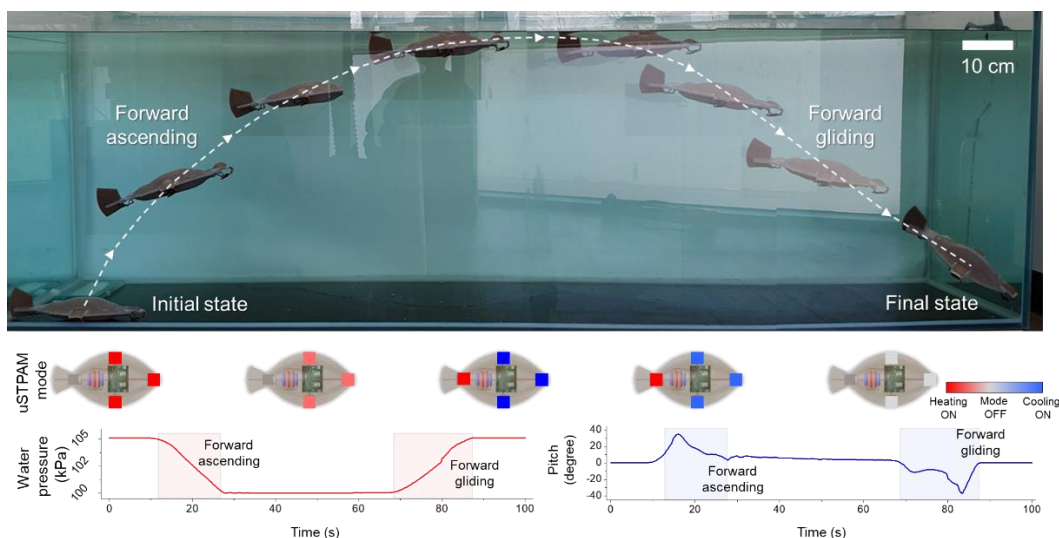 10 cm
Forward
ascending
Forward
gliding
Initial state
Final state
uSTPAM
mode
Heating
ON
Mode
OFF
Cooling
ON
Water
pressure
(kPa)
105
102
100
Forward
ascending
Forward
gliding
0
20
40
60
80
100
Time (s)
Pitch
(degree)
40
20
0
-20
-40
Forward
ascending
Forward
gliding
0
20
40
60
80
100
Time (s)